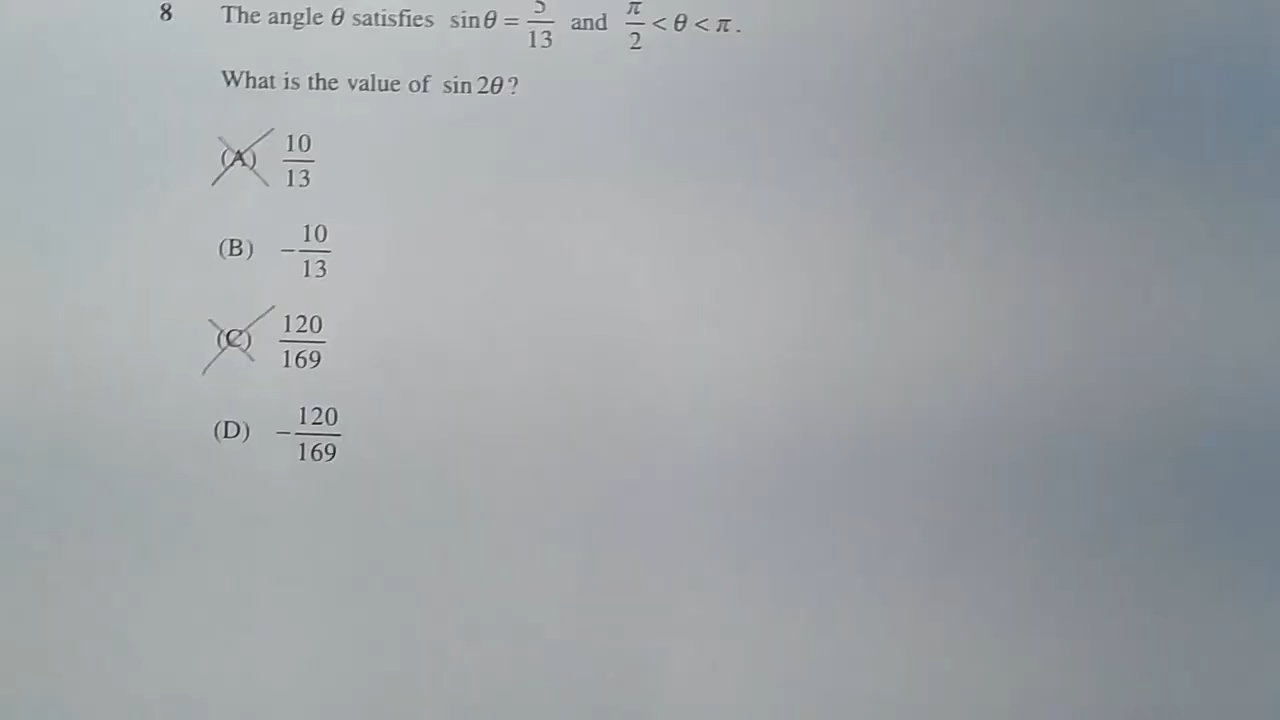 8 The angle θ satisfies sin θ = 5/13 and π/2 < θ < π.
What is the value of sin 2θ?
(A) 10/13
(B) −10/13
(C) 120/169
(D) −120/169